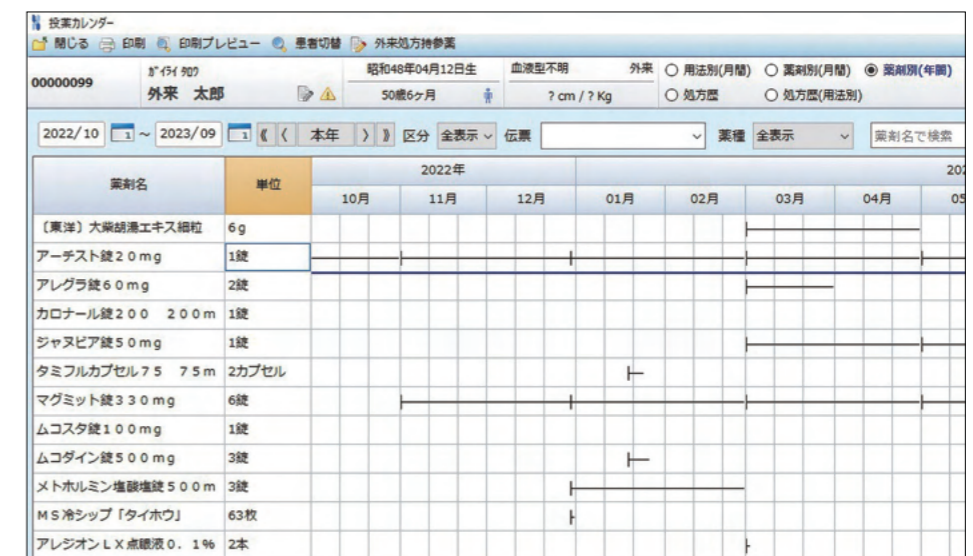 投薬カレンダー
閉じる 印刷 印刷プレビュー 患者切替 外来処方持参薬
00000099 ガイライ タロウ 昭和48年04月12日生 血液型不明 外来 用法別(月間) 薬剤別(月間) 薬剤別(年間)
外来 太郎 50歳6ヶ月 ? cm / ? Kg 処方歴 処方歴(用法別)
2022/10 1 ~ 2023/09 1 《 〈 本年 〉 》 区分 全表示 伝票 薬種 全表示 薬剤名で検索
薬剤名 単位 2022年 202
10月 11月 12月 01月 02月 03月 04月 05
〔東洋〕大柴胡湯エキス細粒 6g
アーチスト錠20mg 1錠
アレグラ錠60mg 2錠
カロナール錠200 200m 1錠
ジャヌビア錠50mg 1錠
タミフルカプセル75 75m 2カプセル
マグミット錠330mg 6錠
ムコスタ錠100mg 1錠
ムコダイン錠500mg 3錠
メトホルミン塩酸塩錠500m 3錠
MS冷シップ「タイホウ」 63枚
アレジオンLX点眼液0.1% 2本